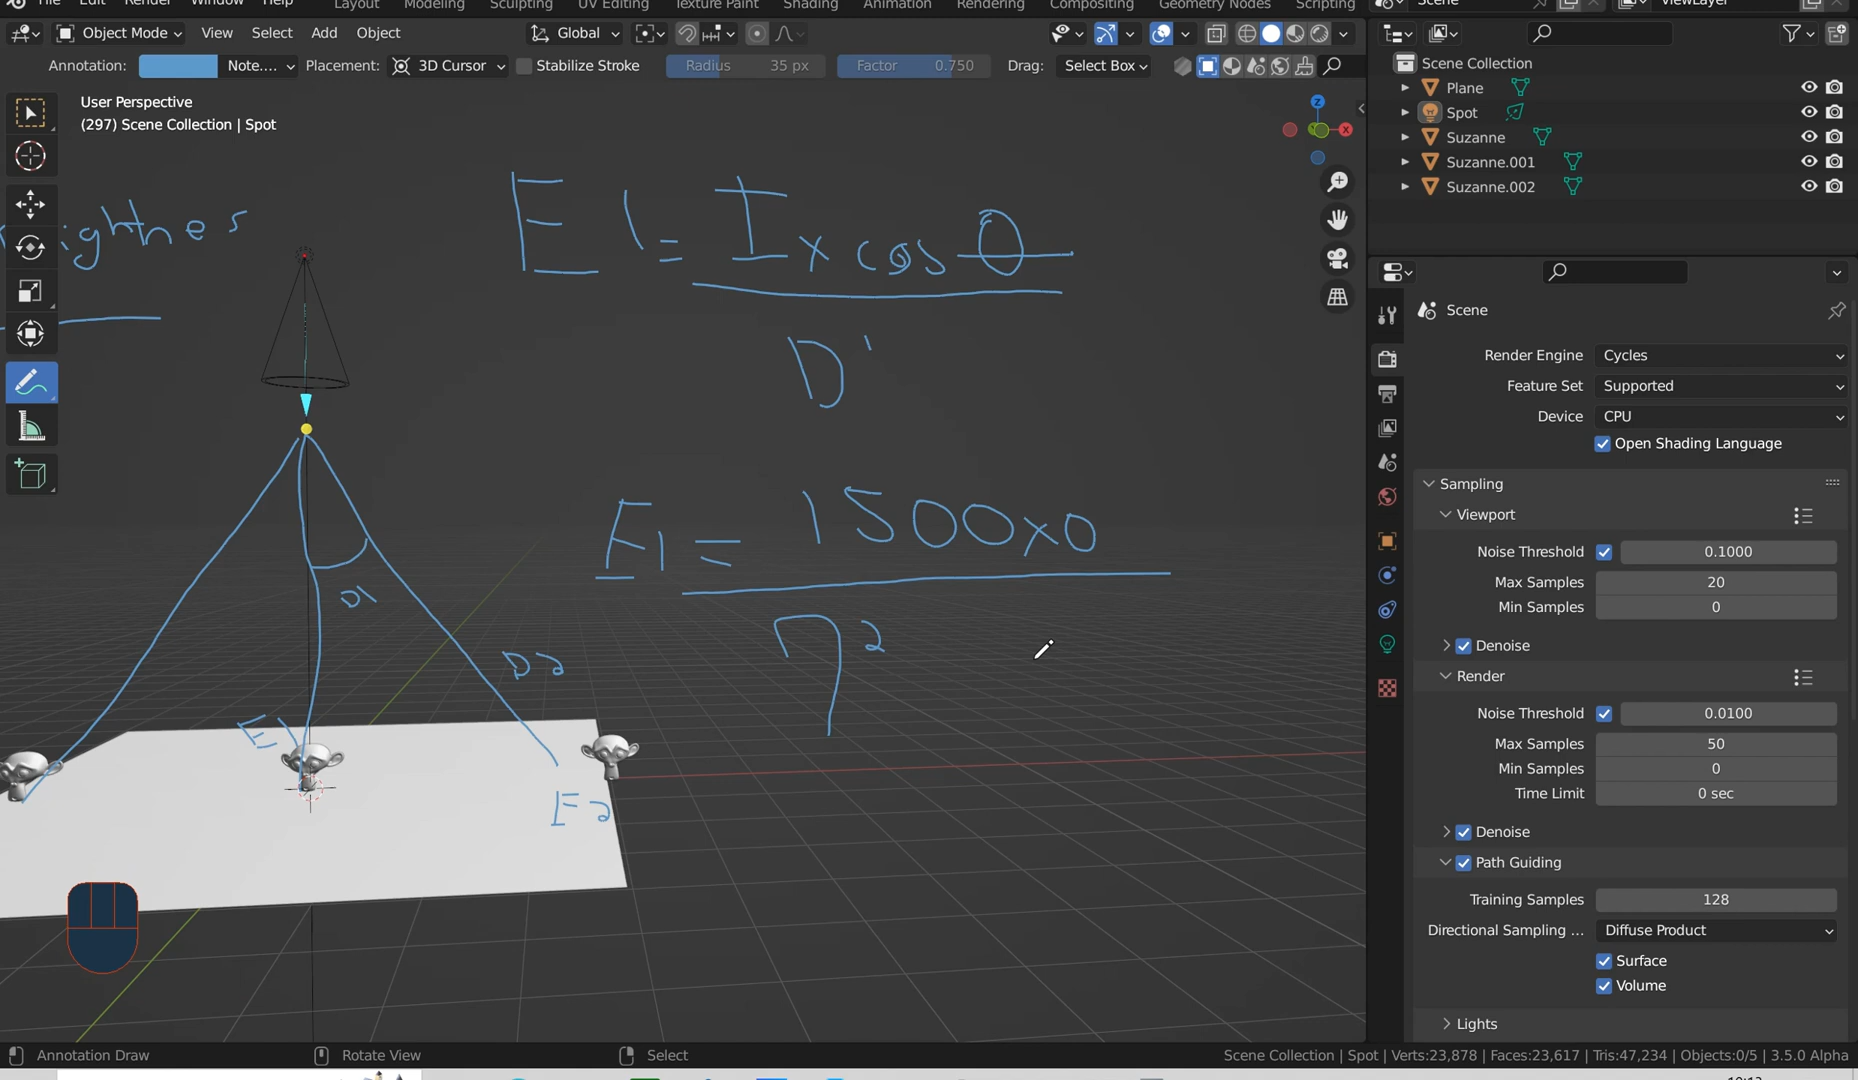 File Edit Render Window Help Layout Modeling Sculpting UV Editing Texture Paint Shading Animation Rendering Compositing Geometry Nodes Scripting Scene ViewLayer
Object Mode View Select Add Object Global
Annotation: Note.... Placement: 3D Cursor Stabilize Stroke Radius 35 px Factor 0.750 Drag: Select Box
User Perspective
(297) Scene Collection | Spot
Z
X
ightnes
E1 = I x cos θ
D'
E1 = 1500x0
7²
D1
D2
E1
E2
Scene Collection
Plane
Spot
Suzanne
Suzanne.001
Suzanne.002
Scene
Render Engine Cycles
Feature Set Supported
Device CPU
Open Shading Language
Sampling
Viewport
Noise Threshold 0.1000
Max Samples 20
Min Samples 0
Denoise
Render
Noise Threshold 0.0100
Max Samples 50
Min Samples 0
Time Limit 0 sec
Denoise
Path Guiding
Training Samples 128
Directional Sampling ... Diffuse Product
Surface
Volume
Lights
Annotation Draw Rotate View Select Scene Collection | Spot | Verts:23,878 | Faces:23,617 | Tris:47,234 | Objects:0/5 | 3.5.0 Alpha